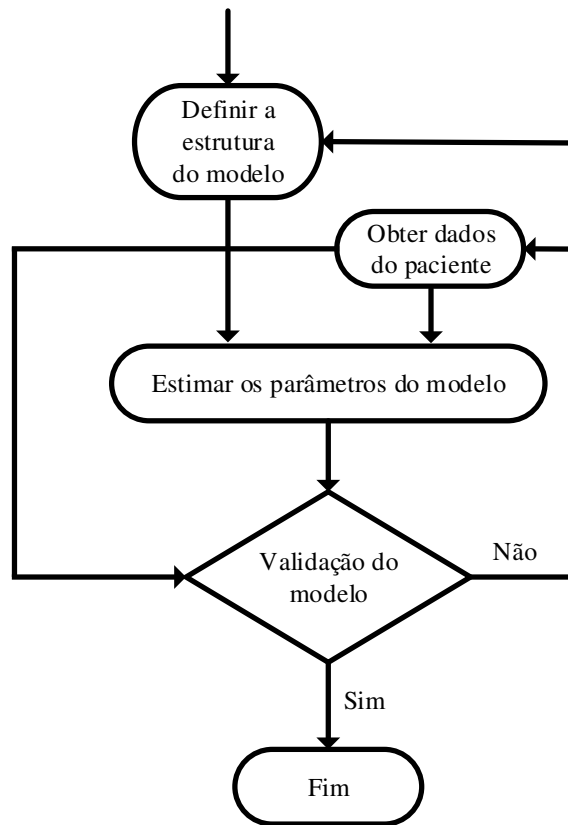 Definir a
estrutura
do modelo
Obter dados
do paciente
Estimar os parâmetros do modelo
Validação do
modelo
Não
Sim
Fim